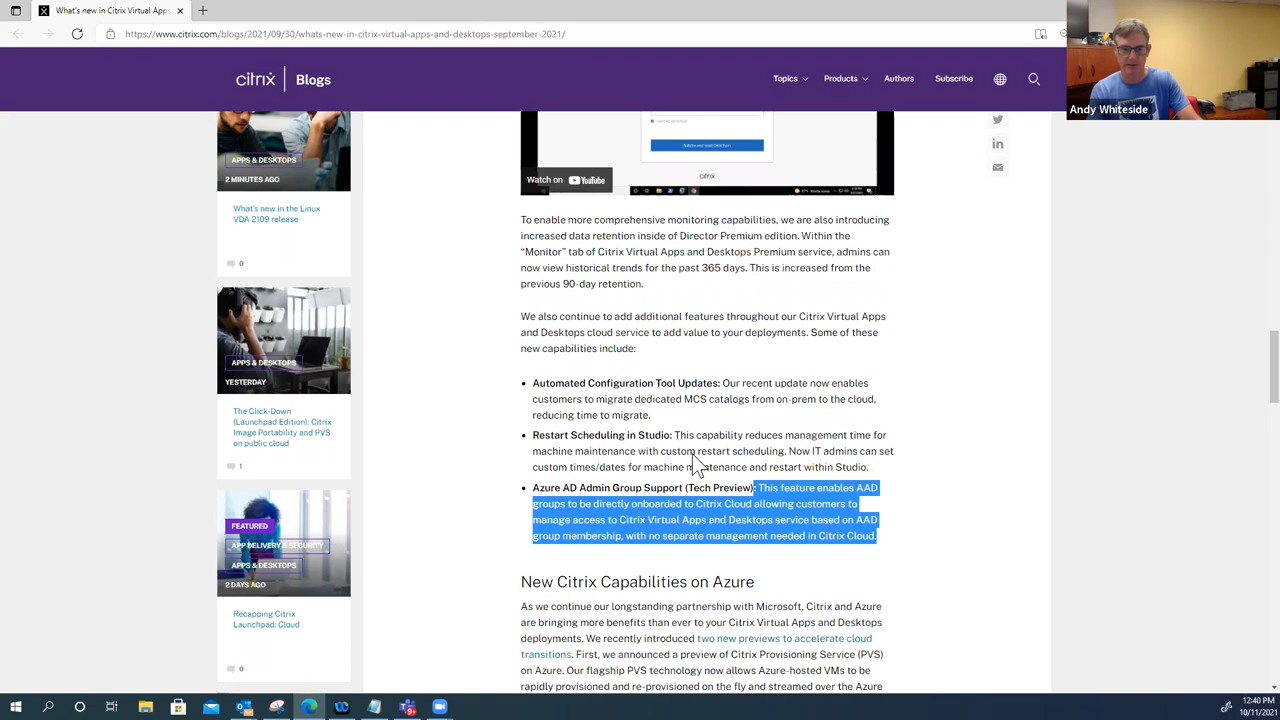 What's new in Citrix Virtual Apps
https://www.citrix.com/blogs/2021/09/30/whats-new-in-citrix-virtual-apps-and-desktops-september-2021/
citrix Blogs
Topics Products Authors Subscribe
Andy Whiteside
APPS & DESKTOPS
2 MINUTES AGO
What's new in the Linux
VDA 2109 release
0
APPS & DESKTOPS
YESTERDAY
The Click-Down
(Launchpad Edition): Citrix
Image Portability and PVS
on public cloud
1
FEATURED
APP DELIVERY & SECURITY
APPS & DESKTOPS
2 DAYS AGO
Recapping Citrix
Launchpad: Cloud
0
citrix
Watch on YouTube
To enable more comprehensive monitoring capabilities, we are also introducing
increased data retention inside of Director Premium edition. Within the
“Monitor” tab of Citrix Virtual Apps and Desktops Premium service, admins can
now view historical trends for the past 365 days. This is increased from the
previous 90-day retention.
We also continue to add additional features throughout our Citrix Virtual Apps
and Desktops cloud service to add value to your deployments. Some of these
new capabilities include:
• Automated Configuration Tool Updates: Our recent update now enables
customers to migrate dedicated MCS catalogs from on-prem to the cloud,
reducing time to migrate.
• Restart Scheduling in Studio: This capability reduces management time for
machine maintenance with custom restart scheduling. Now IT admins can set
custom times/dates for machine maintenance and restart within Studio.
• Azure AD Admin Group Support (Tech Preview): This feature enables AAD
groups to be directly onboarded to Citrix Cloud allowing customers to
manage access to Citrix Virtual Apps and Desktops service based on AAD
group membership, with no separate management needed in Citrix Cloud.
New Citrix Capabilities on Azure
As we continue our longstanding partnership with Microsoft, Citrix and Azure
are bringing more benefits than ever to your Citrix Virtual Apps and Desktops
deployments. We recently introduced two new previews to accelerate cloud
transitions. First, we announced a preview of Citrix Provisioning Service (PVS)
on Azure. Our flagship PVS technology now allows Azure-hosted VMs to be
rapidly provisioned and re-provisioned on the fly and streamed over the Azure
12:40 PM
10/11/2021